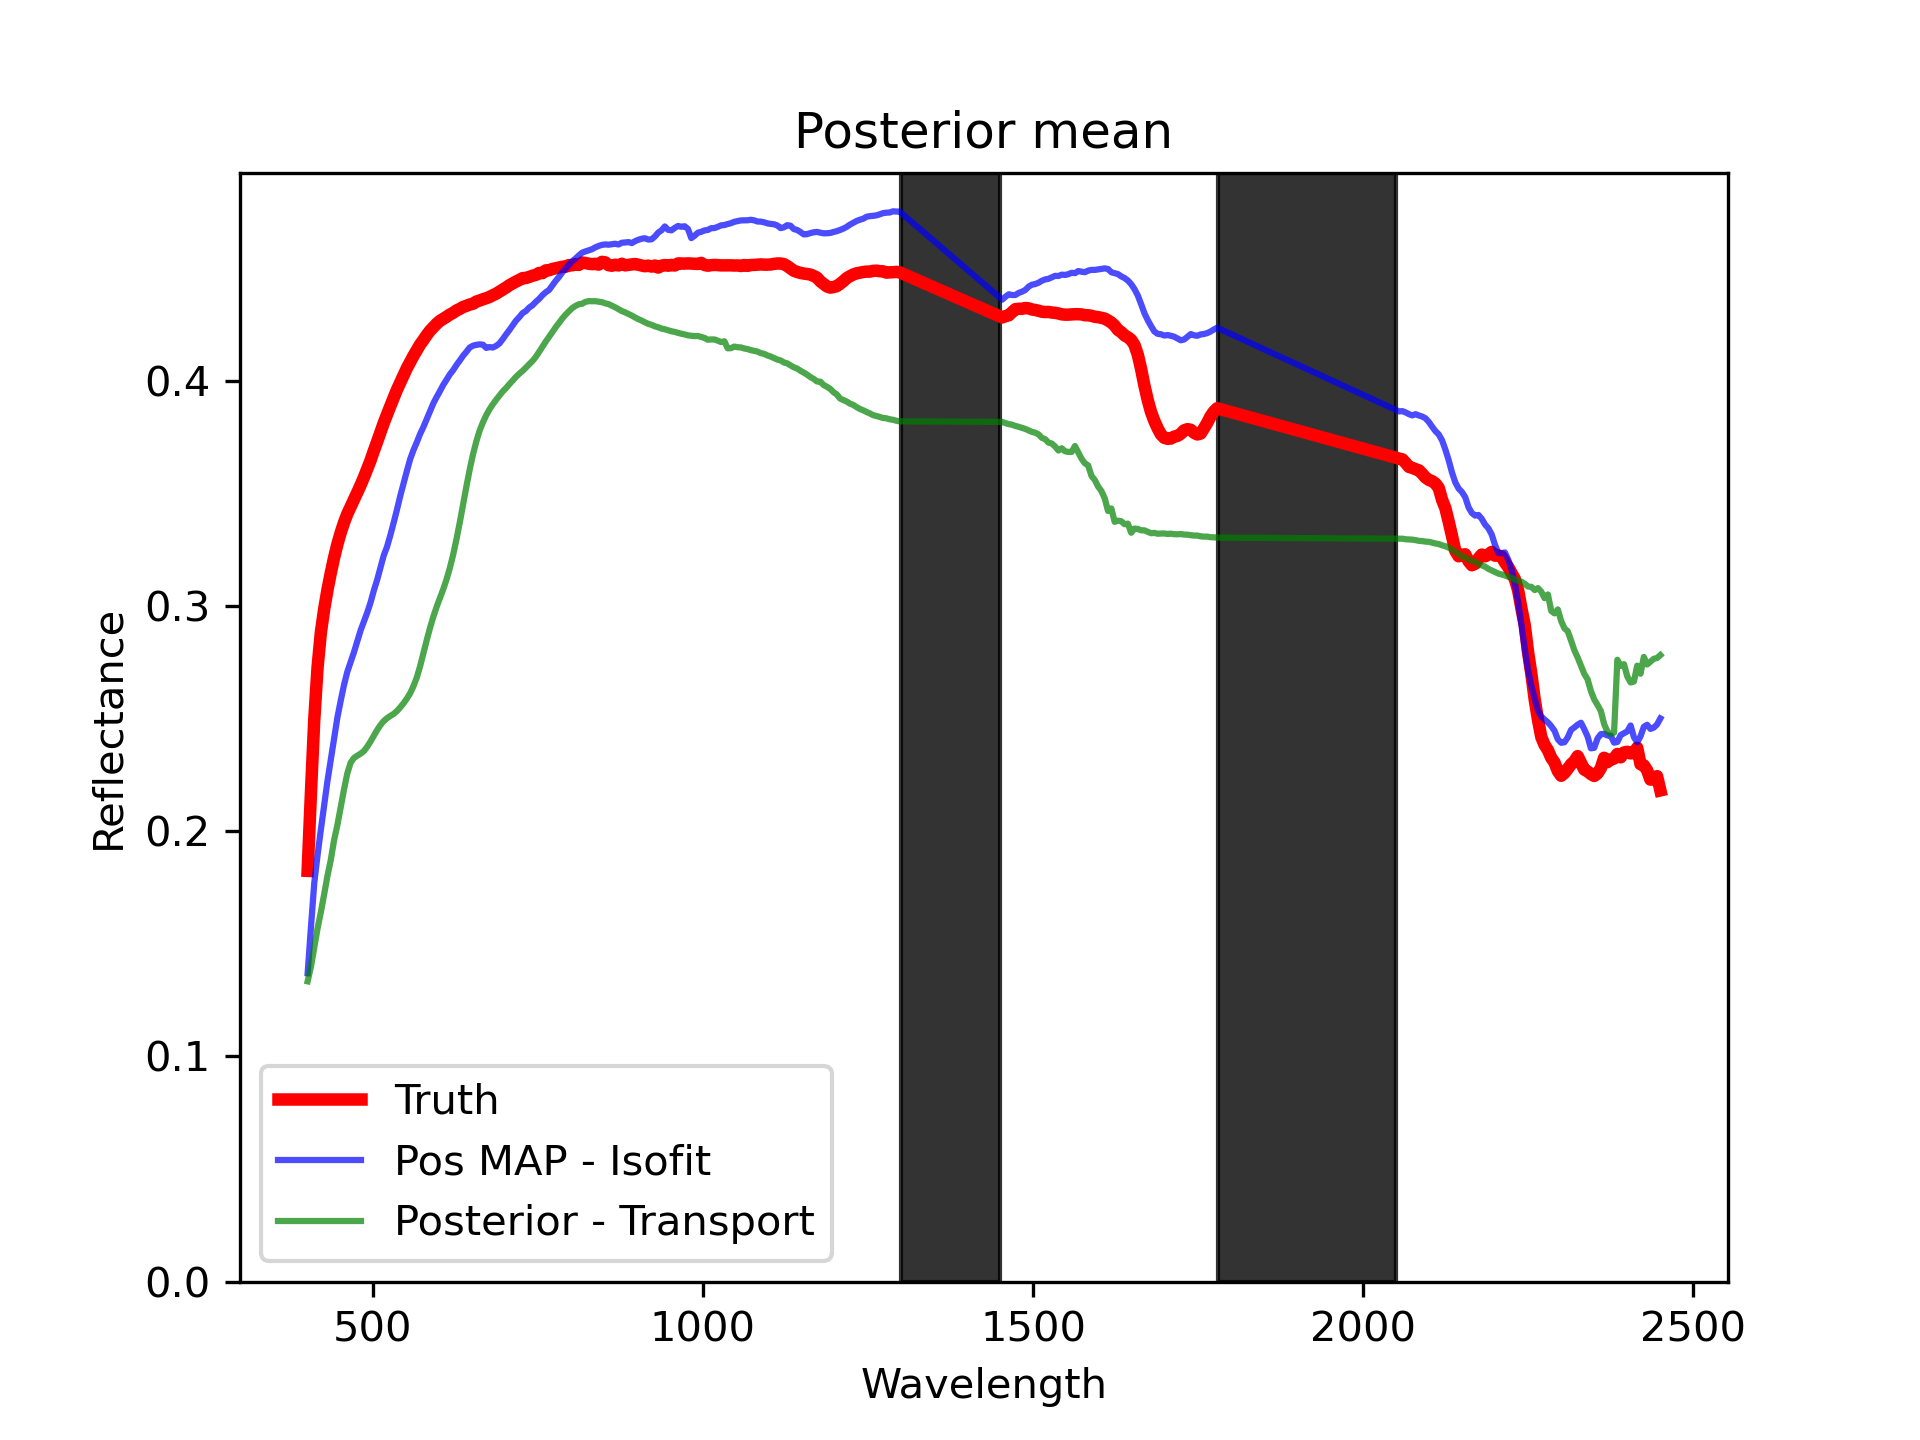 Posterior mean
Reflectance
0.4
0.3
0.2
0.1
0.0
Truth
Pos MAP - Isofit
Posterior - Transport
500 1000 1500 2000 2500
Wavelength